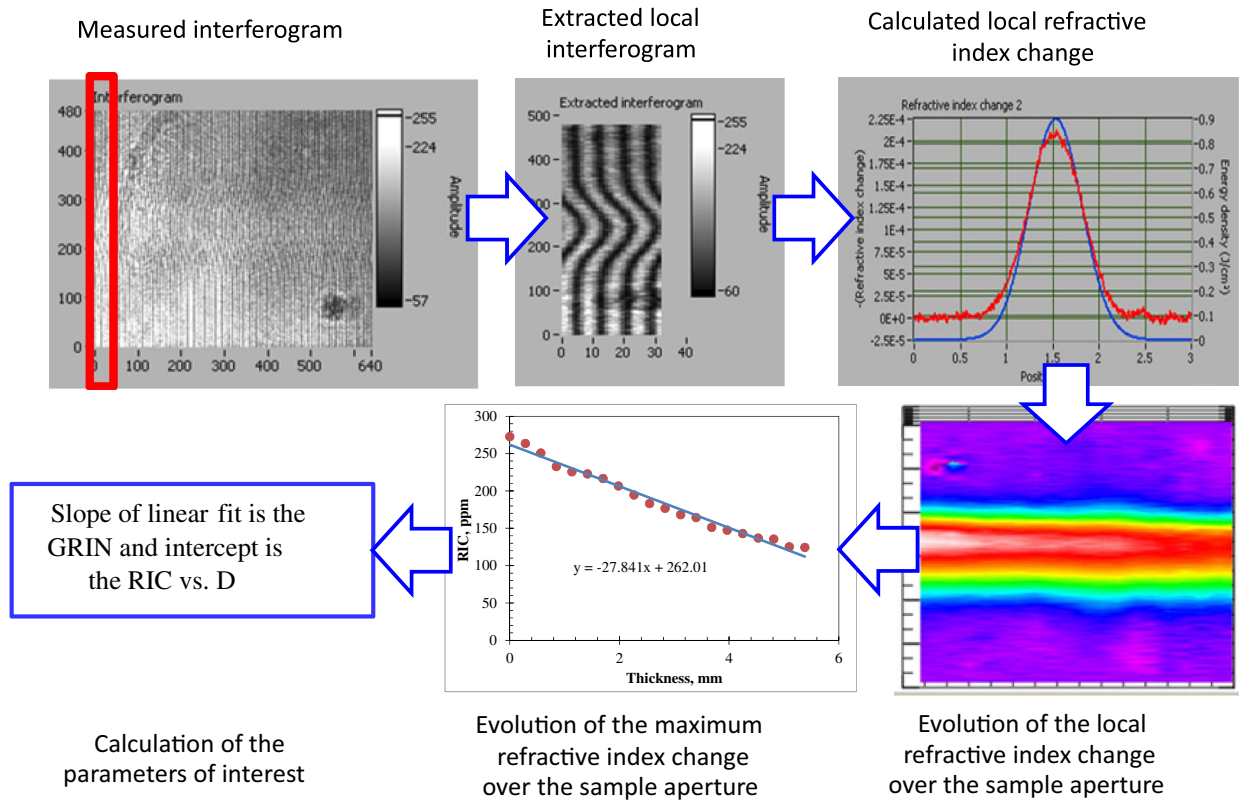 Measured interferogram
Extracted local
interferogram
Calculated local refractive
index change
Interferogram
480
400
300
200
100
0
0
100
200
300
400
500
640
255
224
57
Amplitude
Extracted interferogram
500
400
300
200
100
0
0
10
20
30
40
255
224
60
Amplitude
Refractive index change 2
2.25E-4
2E-4
1.75E-4
1.5E-4
1.25E-4
1E-4
7.5E-5
5E-5
2.5E-5
0E+0
-2.5E-5
-(Refractive index change)
0
0.5
1
1.5
2
2.5
3
0.9
0.8
0.7
0.6
0.5
0.4
0.3
0.2
0.1
0
Energy density (J/cm²)
Slope of linear fit is the
GRIN and intercept is
the RIC vs. D
300
250
200
150
100
50
0
RIC, ppm
y = -27.841x + 262.01
0
2
4
6
Thickness, mm
Calculation of the
parameters of interest
Evolution of the maximum
refractive index change
over the sample aperture
Evolution of the local
refractive index change
over the sample aperture